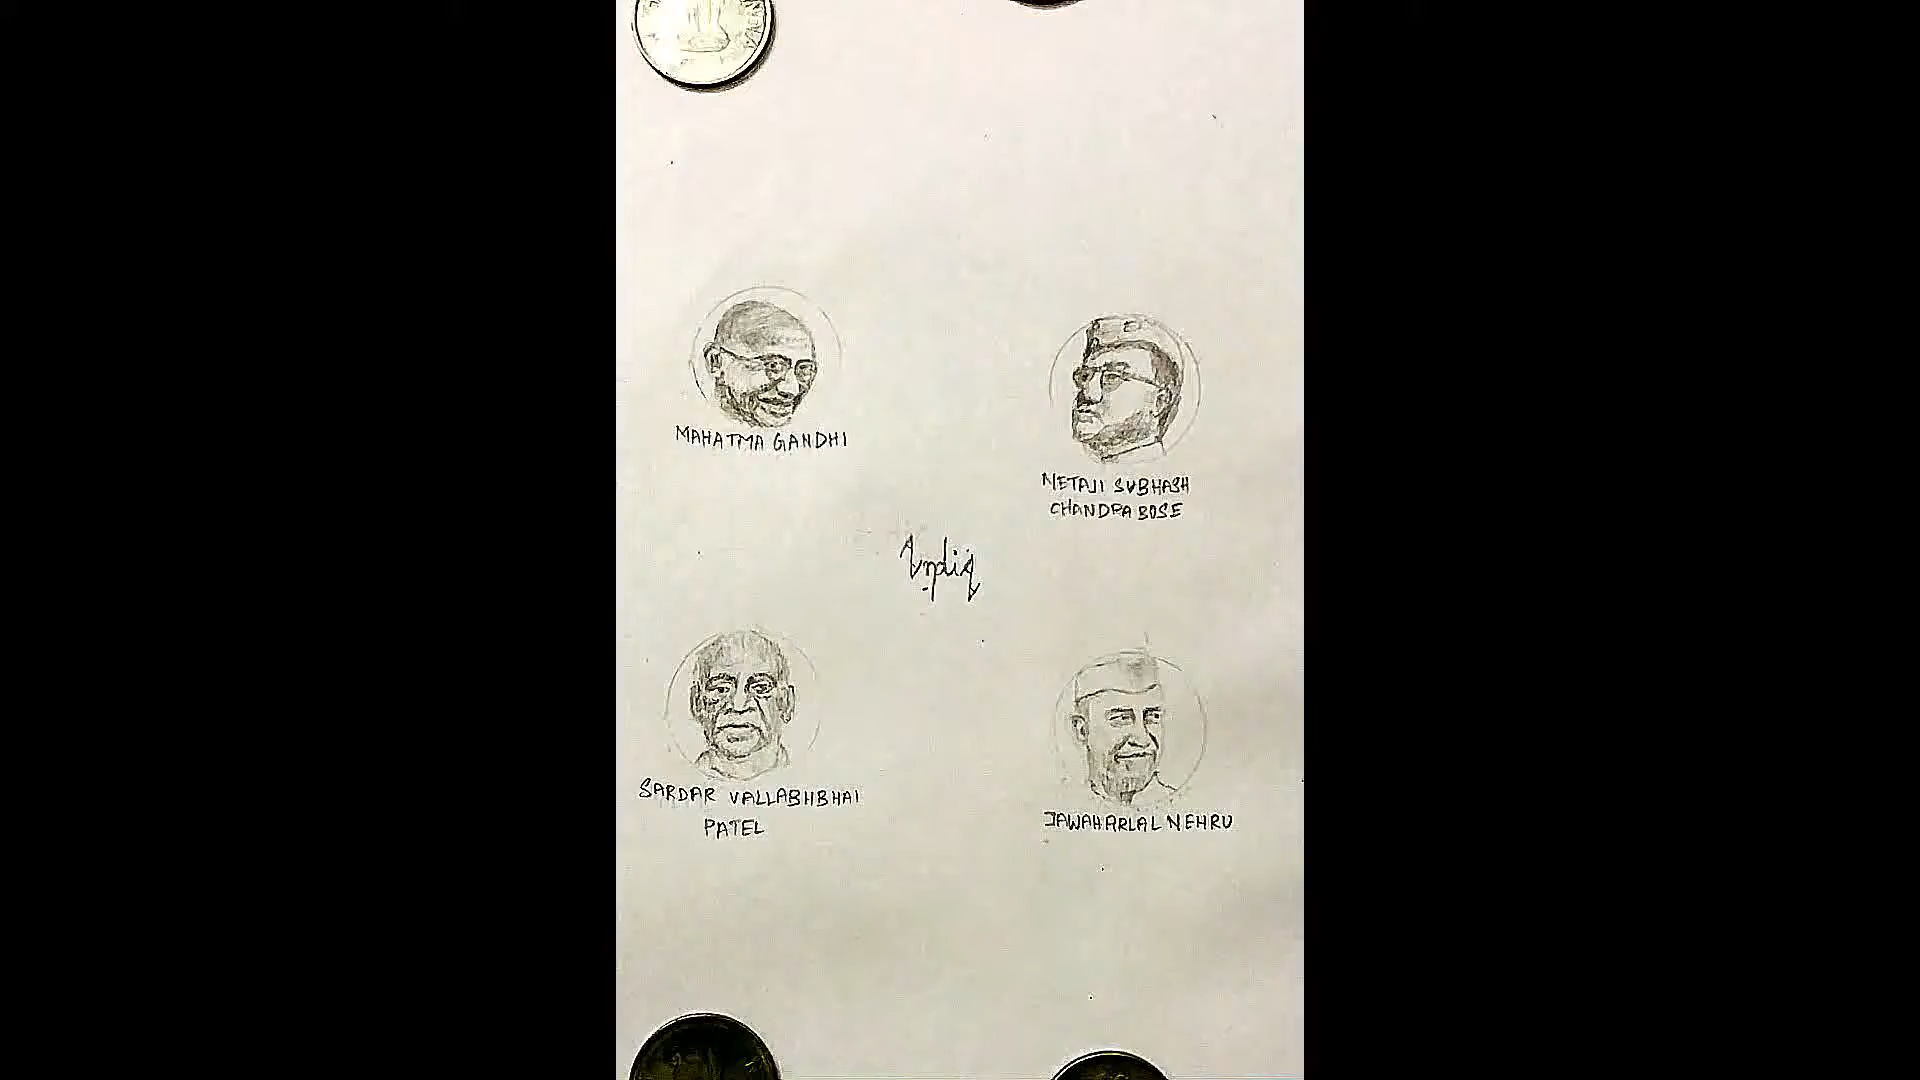 MAHATMA GANDHI
NETAJI SUBHASH
CHANDRA BOSE
India
SARDAR VALLABHBHAI
PATEL
JAWAHARLAL NEHRU